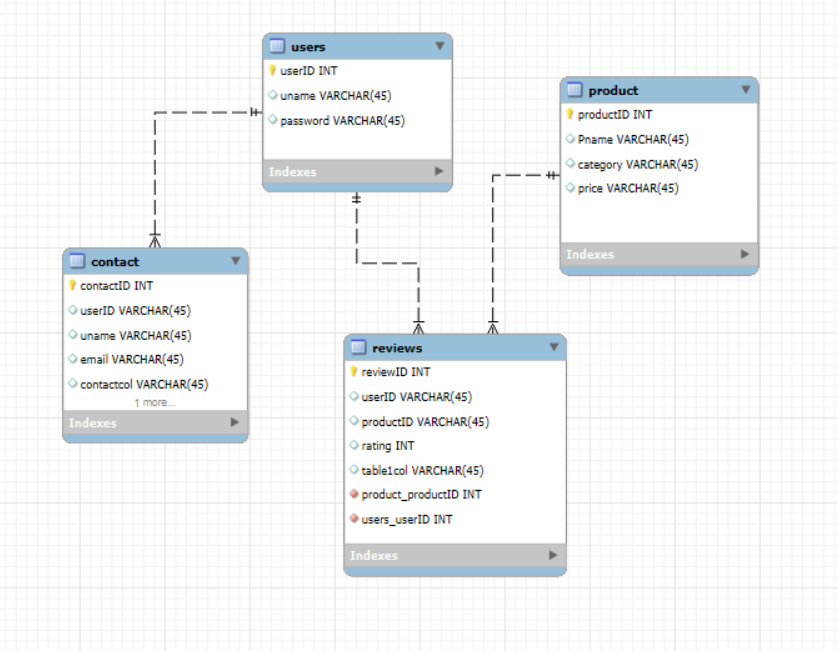 users
userID INT
uname VARCHAR(45)
password VARCHAR(45)
Indexes
product
productID INT
Pname VARCHAR(45)
category VARCHAR(45)
price VARCHAR(45)
Indexes
contact
contactID INT
userID VARCHAR(45)
uname VARCHAR(45)
email VARCHAR(45)
contactcol VARCHAR(45)
1 more...
Indexes
reviews
reviewID INT
userID VARCHAR(45)
productID VARCHAR(45)
rating INT
table1col VARCHAR(45)
product_productID INT
users_userID INT
Indexes